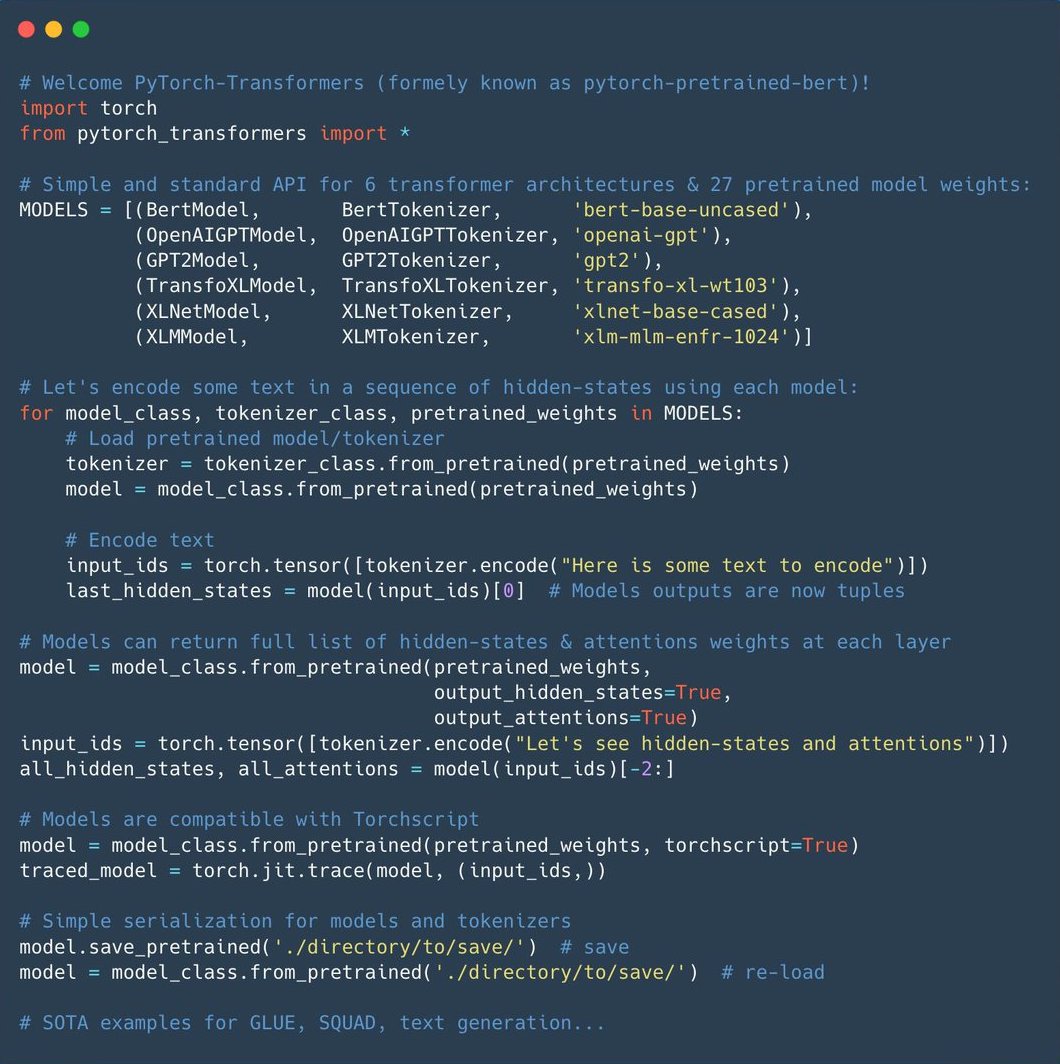 # Welcome PyTorch-Transformers (formely known as pytorch-pretrained-bert)!
import torch
from pytorch_transformers import *

# Simple and standard API for 6 transformer architectures & 27 pretrained model weights:
MODELS = [(BertModel,       BertTokenizer,      'bert-base-uncased'),
          (OpenAIGPTModel,  OpenAIGPTTokenizer, 'openai-gpt'),
          (GPT2Model,       GPT2Tokenizer,      'gpt2'),
          (TransfoXLModel,  TransfoXLTokenizer, 'transfo-xl-wt103'),
          (XLNetModel,      XLNetTokenizer,     'xlnet-base-cased'),
          (XLMModel,        XLMTokenizer,       'xlm-mlm-enfr-1024')]

# Let's encode some text in a sequence of hidden-states using each model:
for model_class, tokenizer_class, pretrained_weights in MODELS:
    # Load pretrained model/tokenizer
    tokenizer = tokenizer_class.from_pretrained(pretrained_weights)
    model = model_class.from_pretrained(pretrained_weights)

    # Encode text
    input_ids = torch.tensor([tokenizer.encode("Here is some text to encode")])
    last_hidden_states = model(input_ids)[0]  # Models outputs are now tuples

# Models can return full list of hidden-states & attentions weights at each layer
model = model_class.from_pretrained(pretrained_weights,
                                    output_hidden_states=True,
                                    output_attentions=True)
input_ids = torch.tensor([tokenizer.encode("Let's see hidden-states and attentions")])
all_hidden_states, all_attentions = model(input_ids)[-2:]

# Models are compatible with Torchscript
model = model_class.from_pretrained(pretrained_weights, torchscript=True)
traced_model = torch.jit.trace(model, (input_ids,))

# Simple serialization for models and tokenizers
model.save_pretrained('./directory/to/save/')  # save
model = model_class.from_pretrained('./directory/to/save/')  # re-load

# SOTA examples for GLUE, SQUAD, text generation...